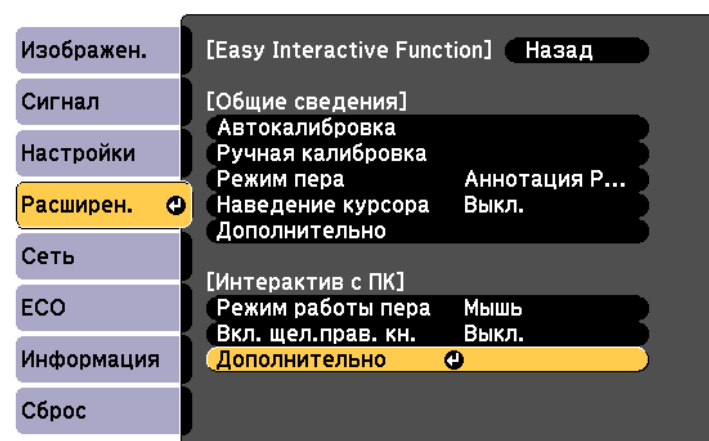 Изображен.
Сигнал
Настройки
Расширен.
Сеть
ECO
Информация
Сброс
[Easy Interactive Function] Назад
[Общие сведения]
Автокалибровка
Ручная калибровка
Режим пера Аннотация P...
Наведение курсора Выкл.
Дополнительно
[Интерактив с ПК]
Режим работы пера Мышь
Вкл. щел.прав. кн. Выкл.
Дополнительно